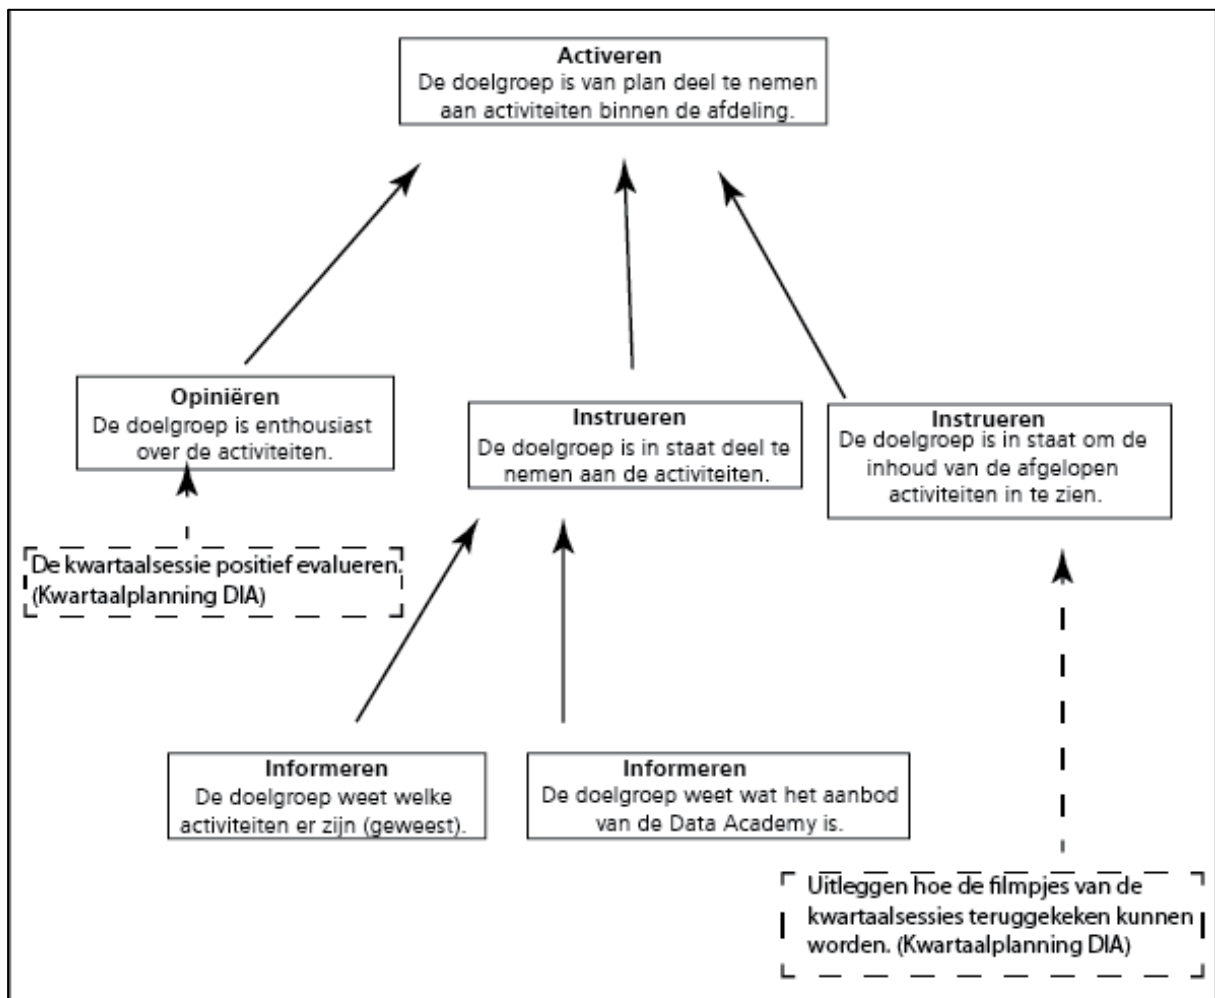 Activeren
De doelgroep is van plan deel te nemen
aan activiteiten binnen de afdeling.
Opiniëren
De doelgroep is enthousiast
over de activiteiten.
Instrueren
De doelgroep is in staat deel te
nemen aan de activiteiten.
Instrueren
De doelgroep is in staat om de
inhoud van de afgelopen
activiteiten in te zien.
De kwartaalsessie positief evalueren.
(Kwartaalplanning DIA)
Informeren
De doelgroep weet welke
activiteiten er zijn (geweest).
Informeren
De doelgroep weet wat het aanbod
van de Data Academy is.
Uitleggen hoe de filmpjes van de
kwartaalsessies teruggekeken kunnen
worden. (Kwartaalplanning DIA)